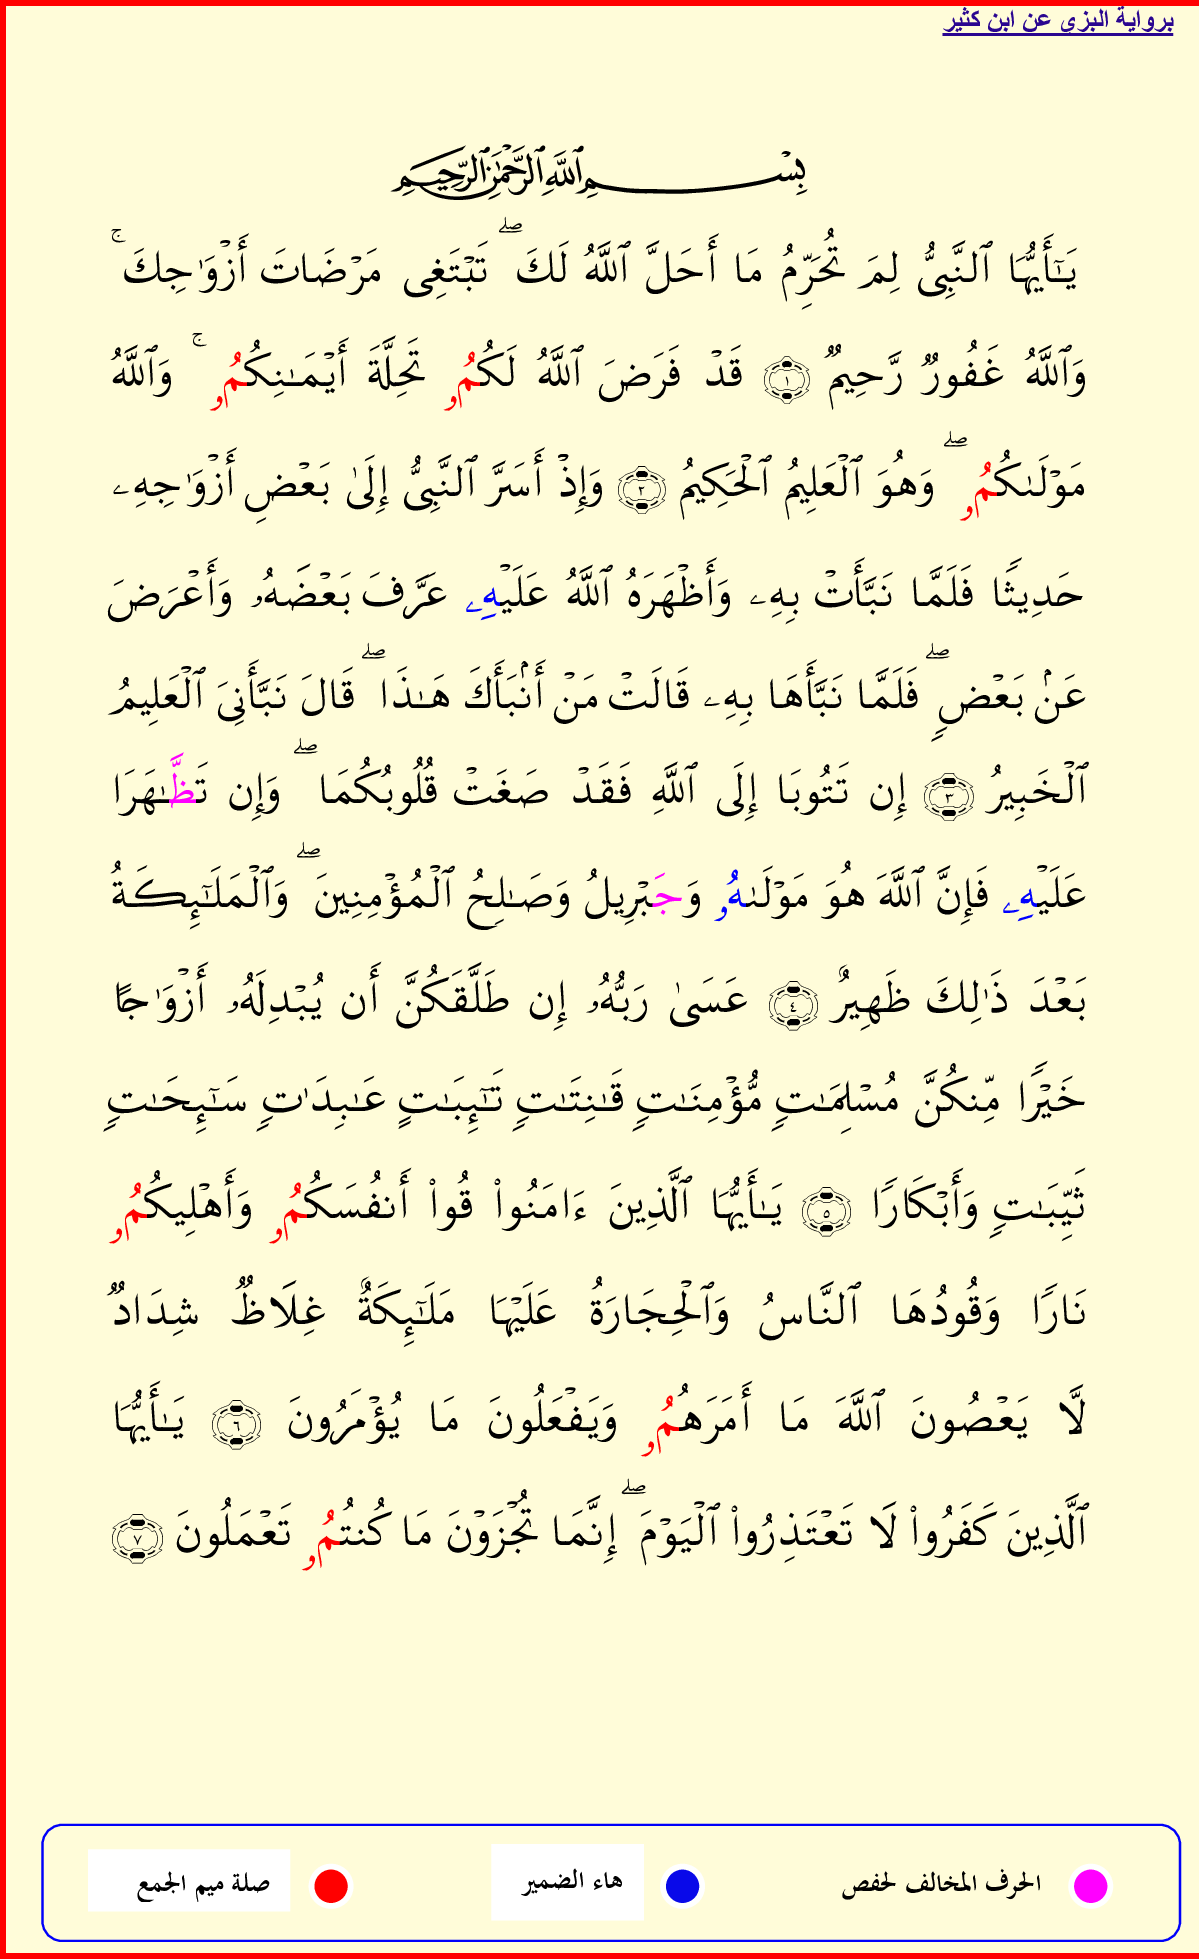 برواية البزى عن ابن كثير
بِسْمِ ٱللَّهِ ٱلرَّحْمَٰنِ ٱلرَّحِيمِ
يَـٰٓأَيُّهَا ٱلنَّبِىُّ لِمَ تُحَرِّمُ مَا أَحَلَّ ٱللَّهُ لَكَ ۖ تَبْتَغِى مَرْضَاتَ أَزْوَٰجِكَ ۚ
وَٱللَّهُ غَفُورٌ رَّحِيمٌ ١ قَدْ فَرَضَ ٱللَّهُ لَكُمُۥ تَحِلَّةَ أَيْمَـٰنِكُمُۥ ۚ وَٱللَّهُ
مَوْلَىٰكُمُۥ ۖ وَهُوَ ٱلْعَلِيمُ ٱلْحَكِيمُ ٢ وَإِذْ أَسَرَّ ٱلنَّبِىُّ إِلَىٰ بَعْضِ أَزْوَٰجِهِۦ
حَدِيثًا فَلَمَّا نَبَّأَتْ بِهِۦ وَأَظْهَرَهُ ٱللَّهُ عَلَيْهِۦ عَرَّفَ بَعْضَهُۥ وَأَعْرَضَ
عَنۢ بَعْضٍ ۖ فَلَمَّا نَبَّأَهَا بِهِۦ قَالَتْ مَنْ أَنۢبَأَكَ هَـٰذَا ۖ قَالَ نَبَّأَنِىَ ٱلْعَلِيمُ
ٱلْخَبِيرُ ٣ إِن تَتُوبَا إِلَى ٱللَّهِ فَقَدْ صَغَتْ قُلُوبُكُمَا ۖ وَإِن تَظَّـٰهَرَا
عَلَيْهِۦ فَإِنَّ ٱللَّهَ هُوَ مَوْلَىٰهُۥ وَجَبْرِيلُ وَصَـٰلِحُ ٱلْمُؤْمِنِينَ ۖ وَٱلْمَلَـٰٓئِكَةُ
بَعْدَ ذَٰلِكَ ظَهِيرٌ ٤ عَسَىٰ رَبُّهُۥ إِن طَلَّقَكُنَّ أَن يُبْدِلَهُۥ أَزْوَٰجًا
خَيْرًا مِّنكُنَّ مُسْلِمَـٰتٍ مُّؤْمِنَـٰتٍ قَـٰنِتَـٰتٍ تَـٰٓئِبَـٰتٍ عَـٰبِدَٰتٍ سَـٰٓئِحَـٰتٍ
ثَيِّبَـٰتٍ وَأَبْكَارًا ٥ يَـٰأَيُّهَا ٱلَّذِينَ ءَامَنُوا۟ قُوا۟ أَنفُسَكُمُۥ وَأَهْلِيكُمُۥ
نَارًا وَقُودُهَا ٱلنَّاسُ وَٱلْحِجَارَةُ عَلَيْهَا مَلَـٰٓئِكَةٌ غِلَاظٌ شِدَادٌ
لَّا يَعْصُونَ ٱللَّهَ مَا أَمَرَهُمُۥ وَيَفْعَلُونَ مَا يُؤْمَرُونَ ٦ يَـٰأَيُّهَا
ٱلَّذِينَ كَفَرُوا۟ لَا تَعْتَذِرُوا۟ ٱلْيَوْمَ ۖ إِنَّمَا تُجْزَوْنَ مَا كُنتُمُۥ تَعْمَلُونَ ٧
الحرف المخالف لحفص هاء الضمير صلة ميم الجمع